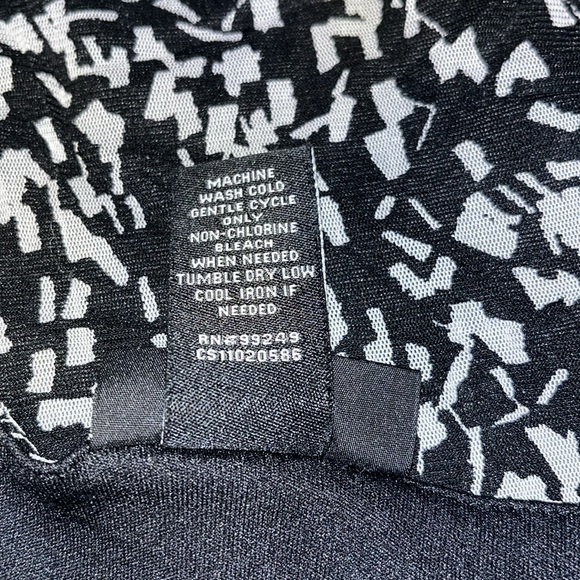 MACHINE
WASH COLD
GENTLE CYCLE
ONLY
NON-CHLORINE
BLEACH
WHEN NEEDED
TUMBLE DRY LOW
COOL IRON IF
NEEDED
RN#99249
CS11020586